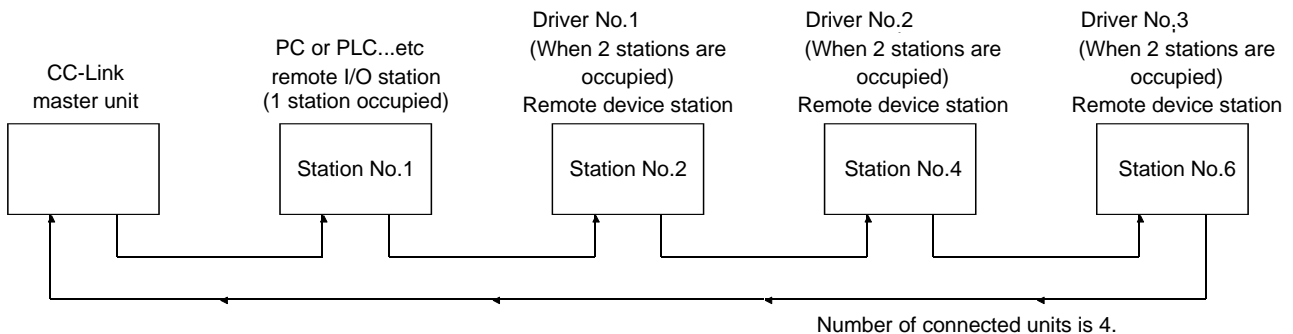 CC-Link
master unit
PC or PLC...etc
remote I/O station
(1 station occupied)
Driver No.1
(When 2 stations are
occupied)
Remote device station
Driver No.2
(When 2 stations are
occupied)
Remote device station
Driver No.3
(When 2 stations are
occupied)
Remote device station
Station No.1
Station No.2
Station No.4
Station No.6
Number of connected units is 4.